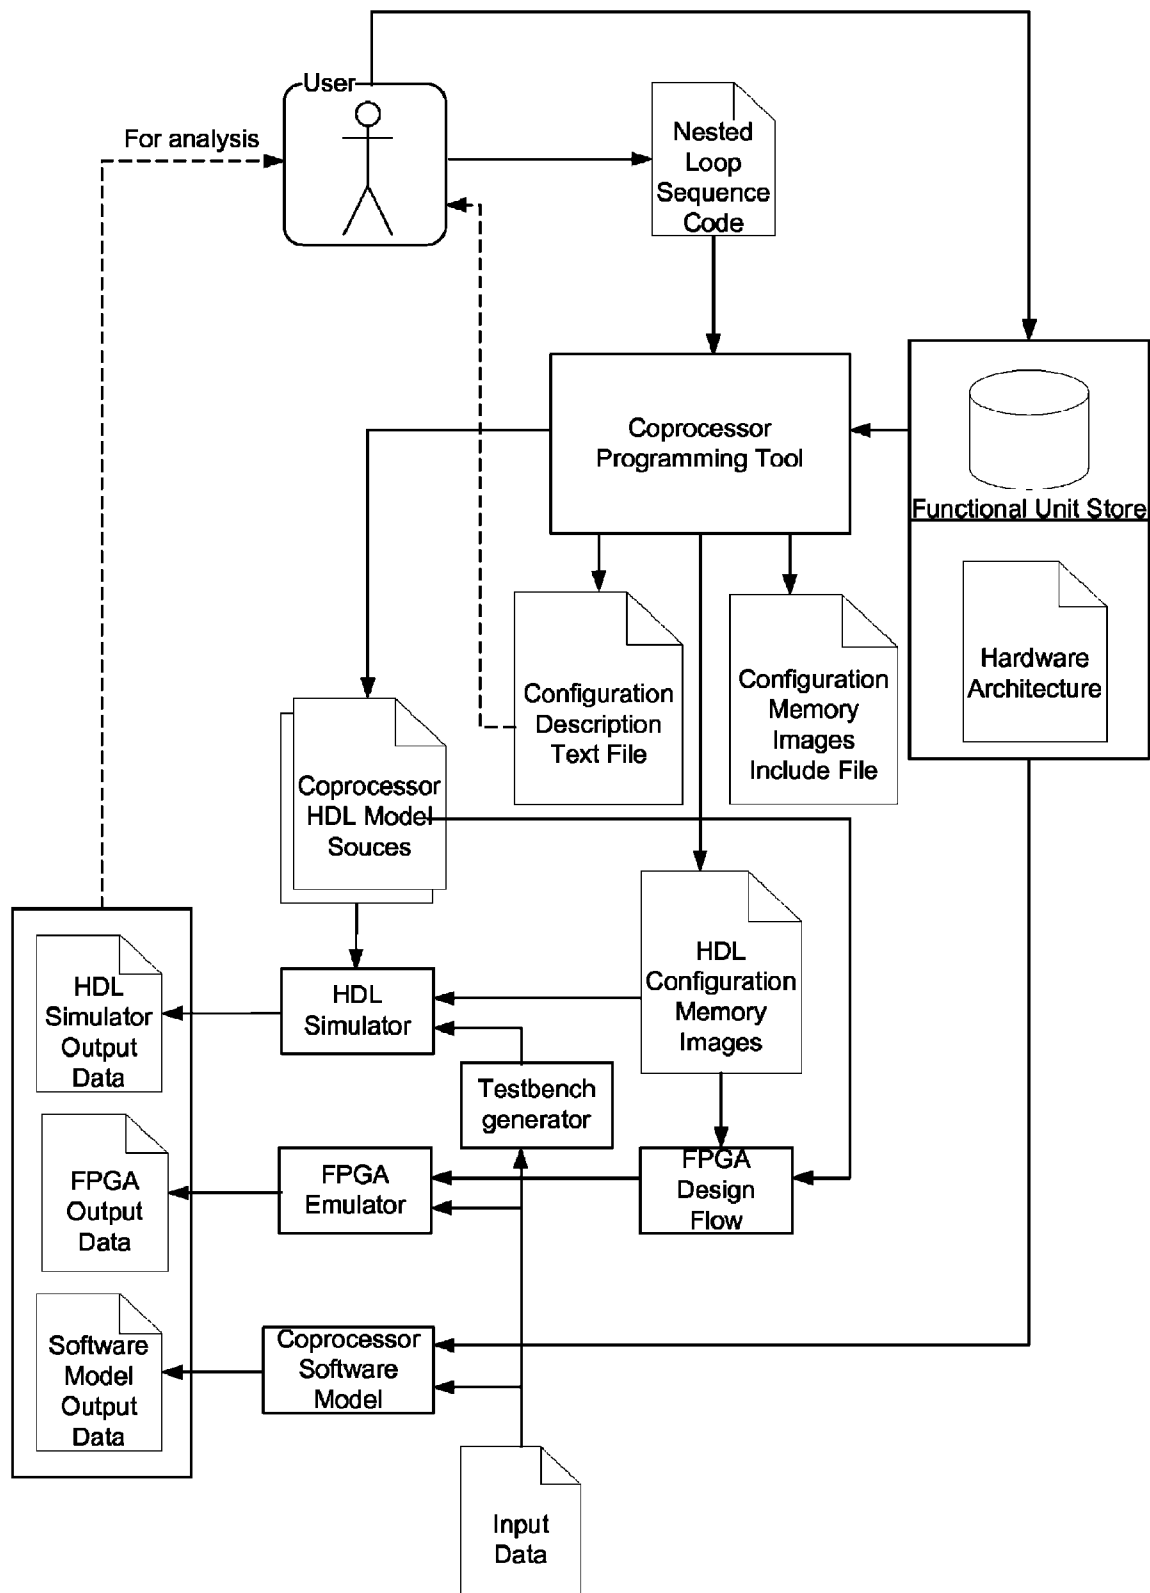 User
For analysis
Nested
Loop
Sequence
Code
Coprocessor
Programming Tool
Functional Unit Store
Hardware
Architecture
Configuration
Description
Text File
Configuration
Memory
Images
Include File
Coprocessor
HDL Model
Souces
HDL
Simulator
Output
Data
HDL
Simulator
HDL
Configuration
Memory
Images
Testbench
generator
FPGA
Output
Data
FPGA
Emulator
FPGA
Design
Flow
Software
Model
Output
Data
Coprocessor
Software
Model
Input
Data